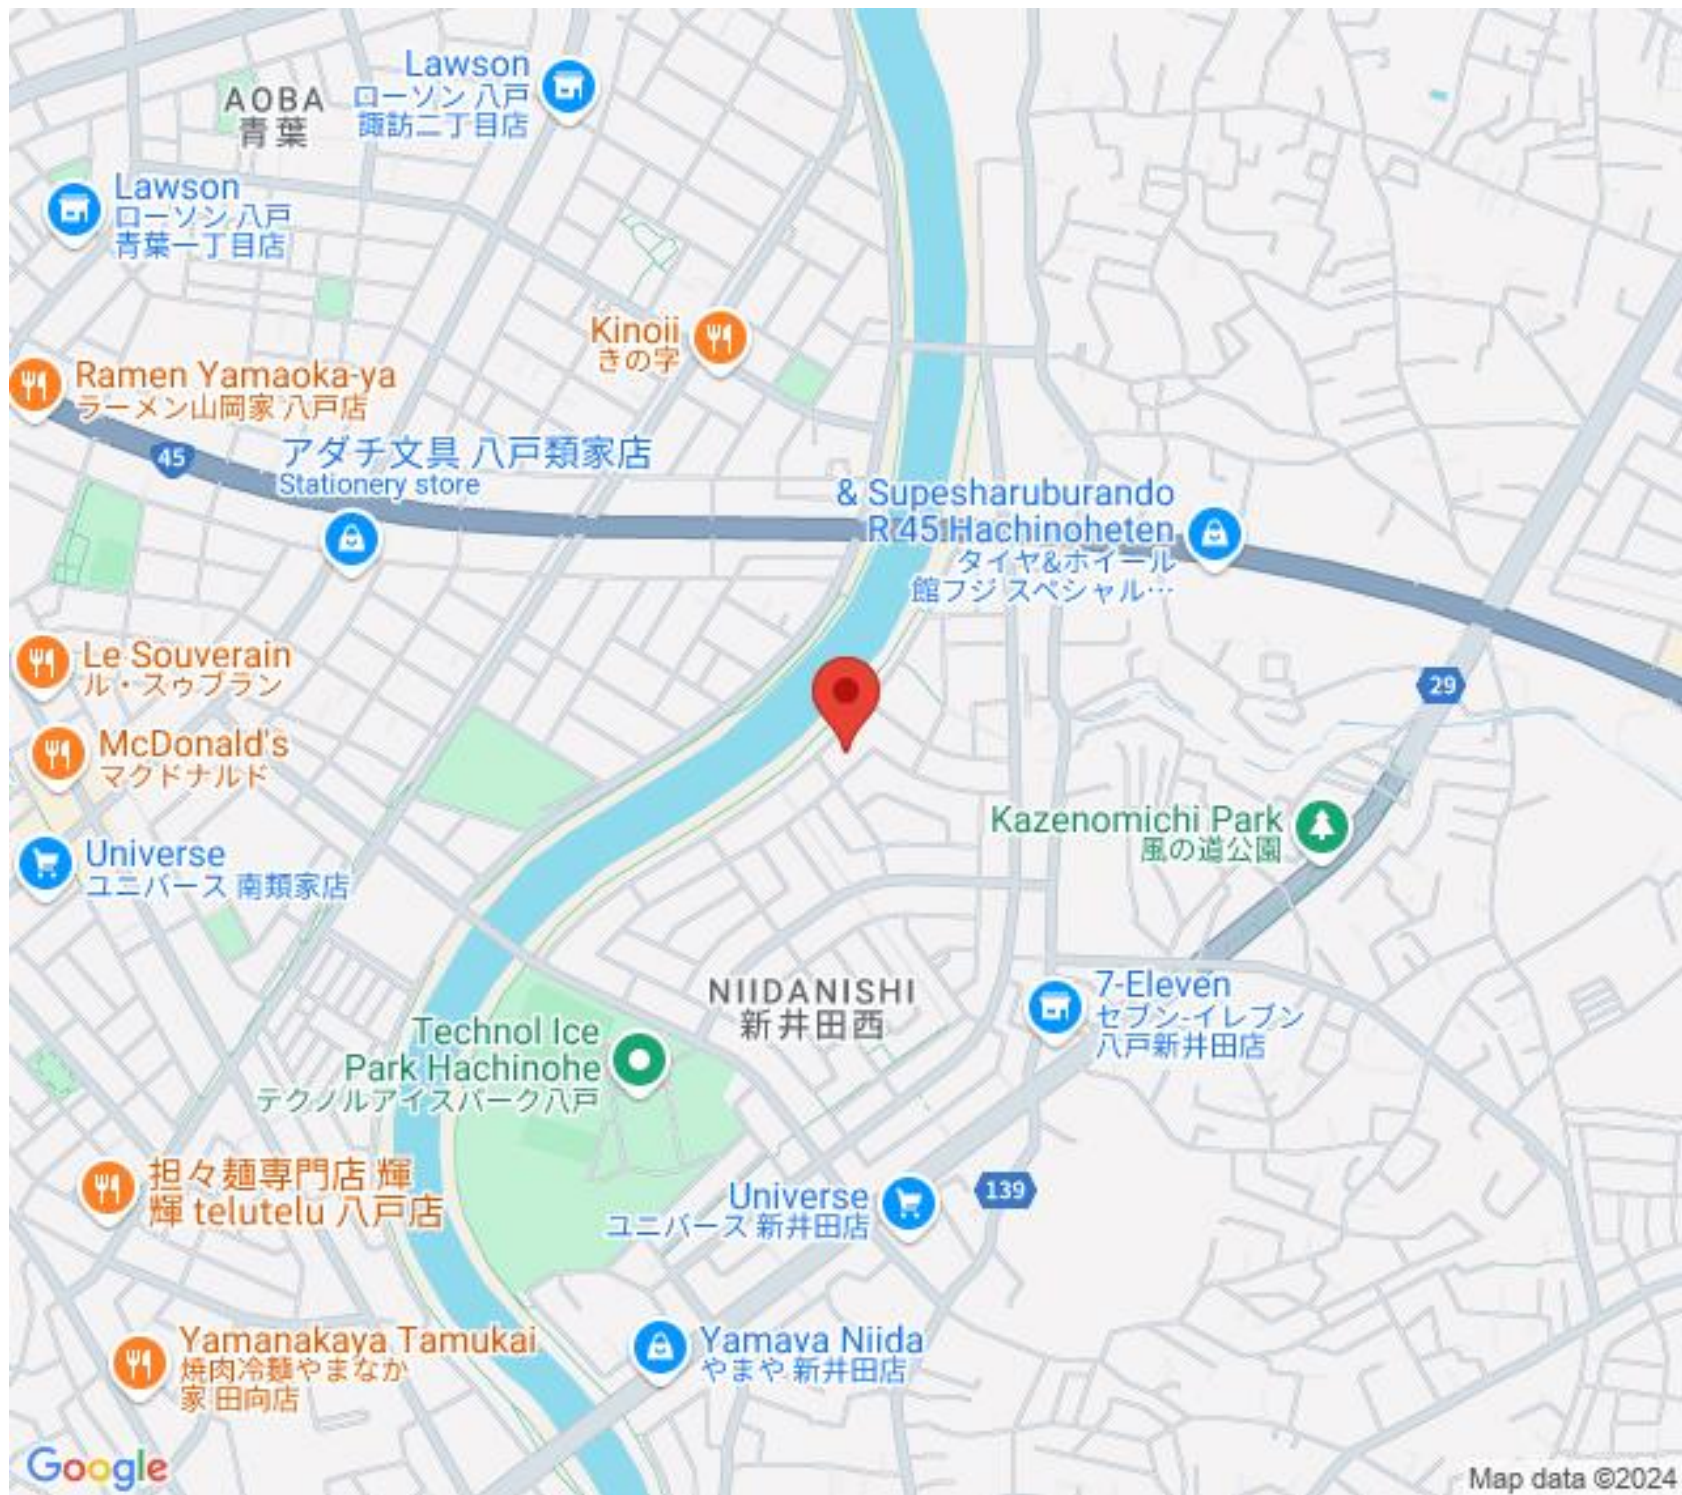 AOBA
青葉
Lawson
ローソン 八戸
諏訪二丁目店
Lawson
ローソン 八戸
青葉一丁目店
Kinoii
きの字
Ramen Yamaoka-ya
ラーメン山岡家 八戸店
45
アダチ文具 八戸類家店
Stationery store
& Supesharuburando
R 45 Hachinoheten
タイヤ&ホイール
館フジ スペシャル…
Le Souverain
ル・スゥブラン
29
McDonald's
マクドナルド
Kazenomichi Park
風の道公園
Universe
ユニバース 南類家店
NIIDANISHI
新井田西
7-Eleven
セブン-イレブン
八戸新井田店
Technol Ice
Park Hachinohe
テクノルアイスパーク八戸
担々麺専門店 輝
輝 telutelu 八戸店
Universe
ユニバース 新井田店
139
Yamanakaya Tamukai
焼肉冷麺やまなか
家 田向店
Yamava Niida
やまや 新井田店
Google
Map data ©2024